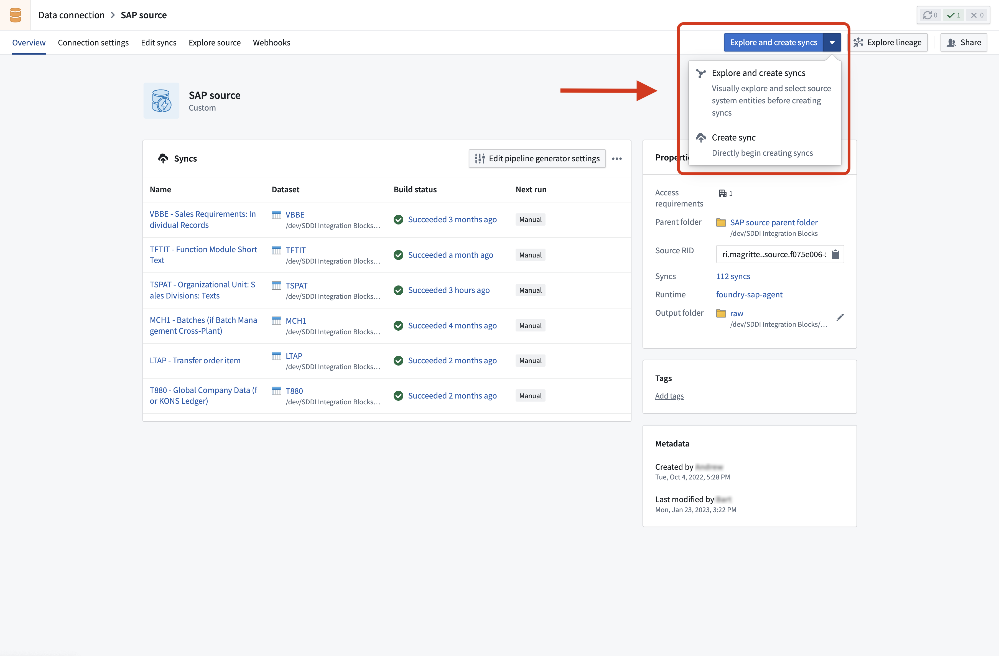 Data connection > SAP source
0 1 0
Overview Connection settings Edit syncs Explore source Webhooks
Explore and create syncs
Explore lineage
Share
Explore and create syncs
Visually explore and select source
system entities before creating
syncs
Create sync
Directly begin creating syncs
SAP source
Custom
Syncs
Edit pipeline generator settings
Name Dataset Build status Next run
VBBE - Sales Requirements: In
dividual Records
VBBE
/dev/SDDI Integration Blocks...
Succeeded 3 months ago
Manual
TFTIT - Function Module Short
Text
TFTIT
/dev/SDDI Integration Blocks...
Succeeded a month ago
Manual
TSPAT - Organizational Unit: S
ales Divisions: Texts
TSPAT
/dev/SDDI Integration Blocks...
Succeeded 3 hours ago
Manual
MCH1 - Batches (if Batch Mana
gement Cross-Plant)
MCH1
/dev/SDDI Integration Blocks...
Succeeded 4 months ago
Manual
LTAP - Transfer order item
LTAP
/dev/SDDI Integration Blocks...
Succeeded 2 months ago
Manual
T880 - Global Company Data (f
or KONS Ledger)
T880
/dev/SDDI Integration Blocks...
Succeeded 2 months ago
Manual
Properti
Access
requirements
1
Parent folder
SAP source parent folder
/dev/SDDI Integration Blocks
Source RID
ri.magritte..source.f075e006-
Syncs
112 syncs
Runtime
foundry-sap-agent
Output folder
raw
/dev/SDDI Integration Blocks/...
Tags
Add tags
Metadata
Created by
Tue, Oct 4, 2022, 5:28 PM
Last modified by
Mon, Jan 23, 2023, 3:22 PM